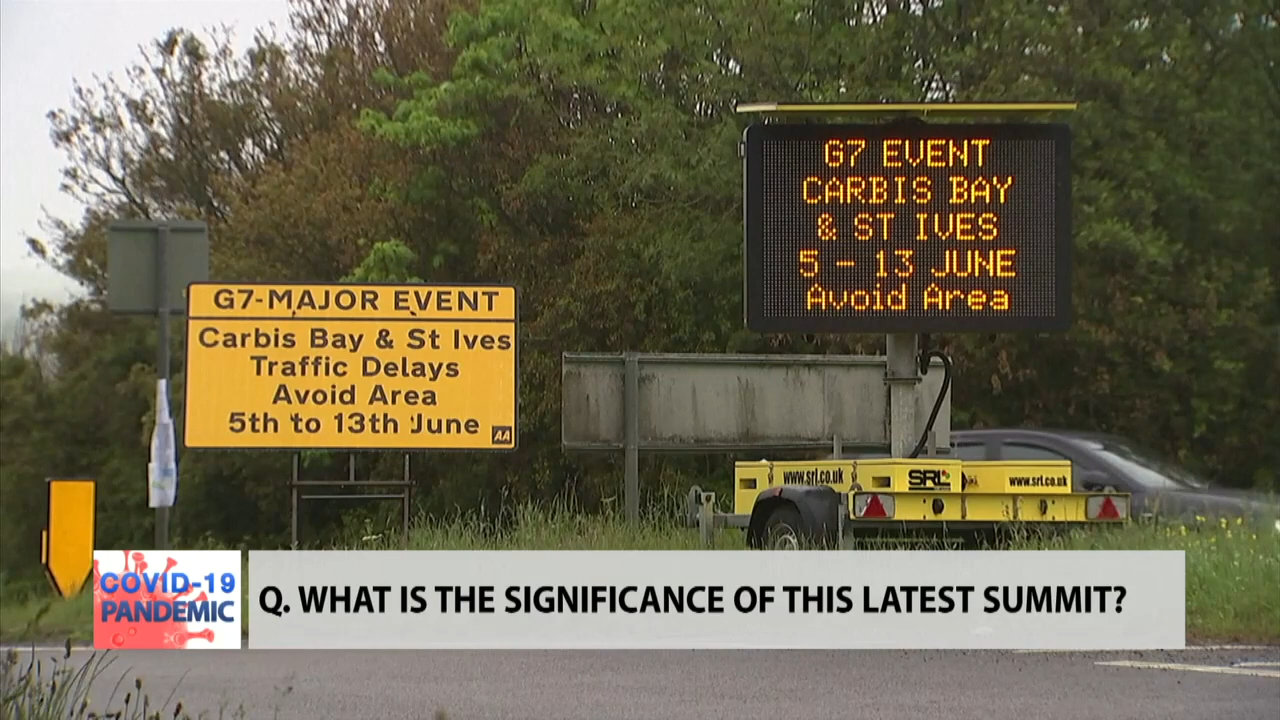 G7 EVENT
CARBIS BAY
& ST IVES
5 - 13 JUNE
Avoid Area
G7-MAJOR EVENT
Carbis Bay & St Ives
Traffic Delays
Avoid Area
5th to 13th June
AA
www.srl.co.uk
SRL
www.srl.co.uk
COVID-19
PANDEMIC
Q. WHAT IS THE SIGNIFICANCE OF THIS LATEST SUMMIT?